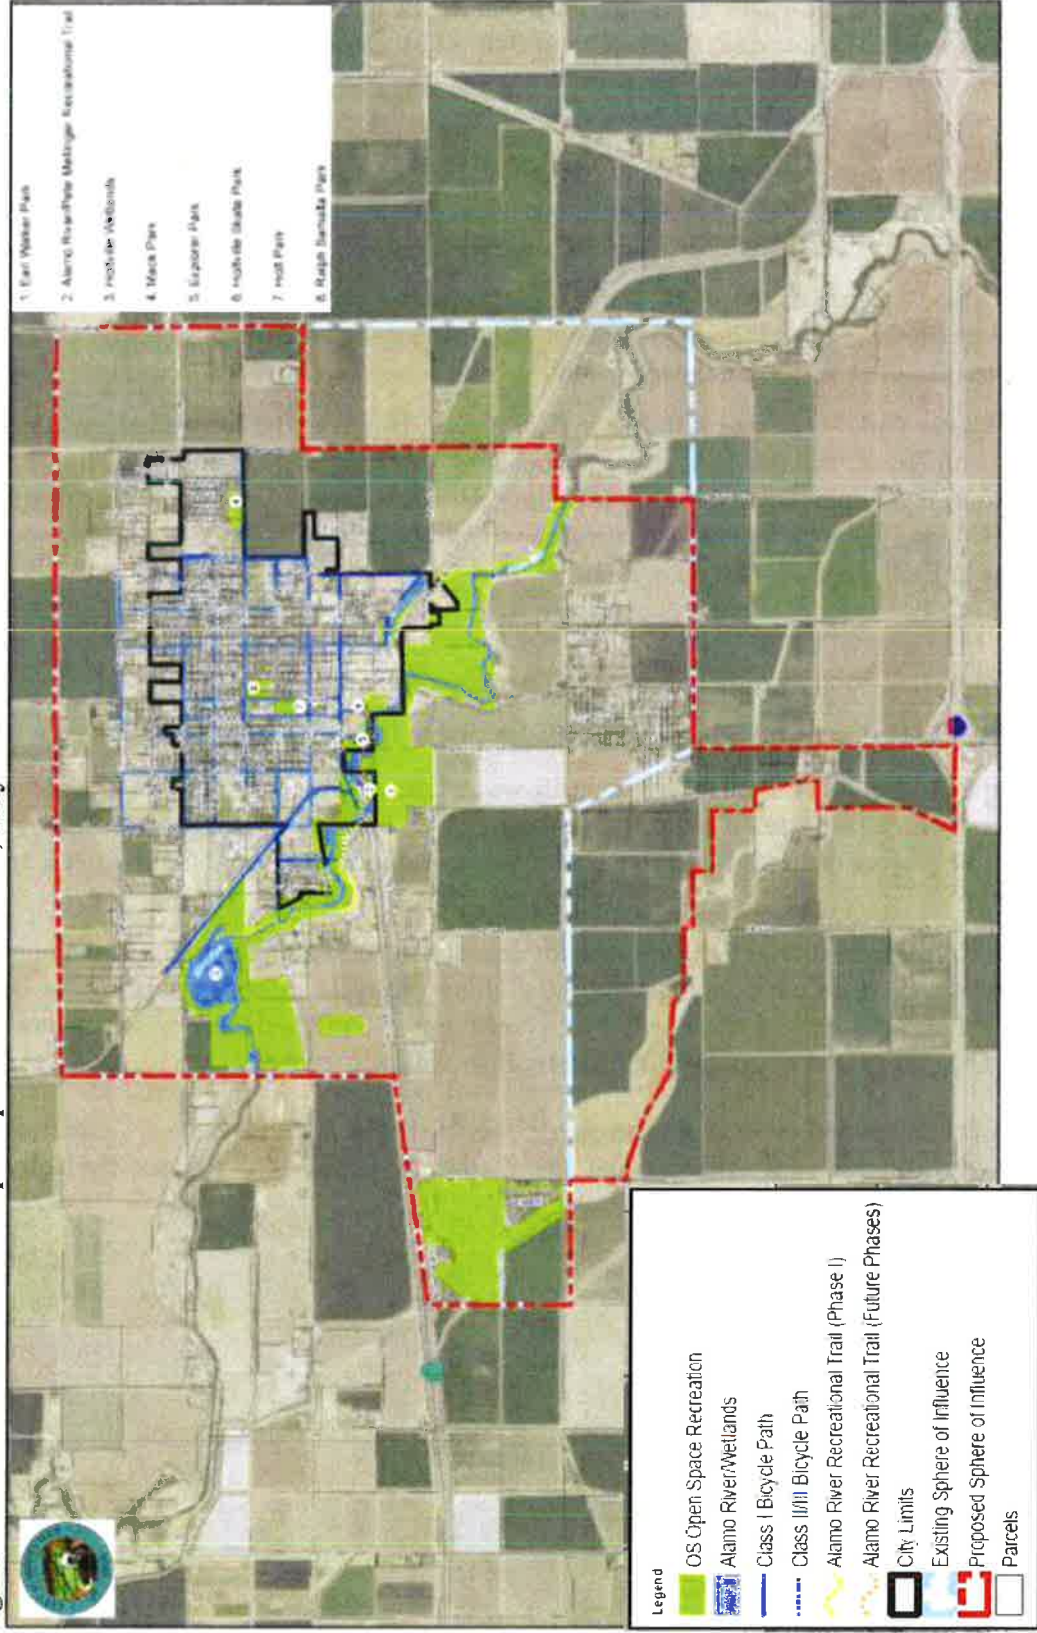 1. Earl Walker Park
2. Alamo River/Pete Mellinger Recreational Trail
3. Holtville Wetlands
4. Mack Park
5. Explorer Park
6. Holtville Skate Park
7. Holt Park
8. Ralph Samaha Park
Legend
OS Open Space Recreation
Alamo River/Wetlands
Class I Bicycle Path
Class II/III Bicycle Path
Alamo River Recreational Trail (Phase I)
Alamo River Recreational Trail (Future Phases)
City Limits
Existing Sphere of Influence
Proposed Sphere of Influence
Parcels